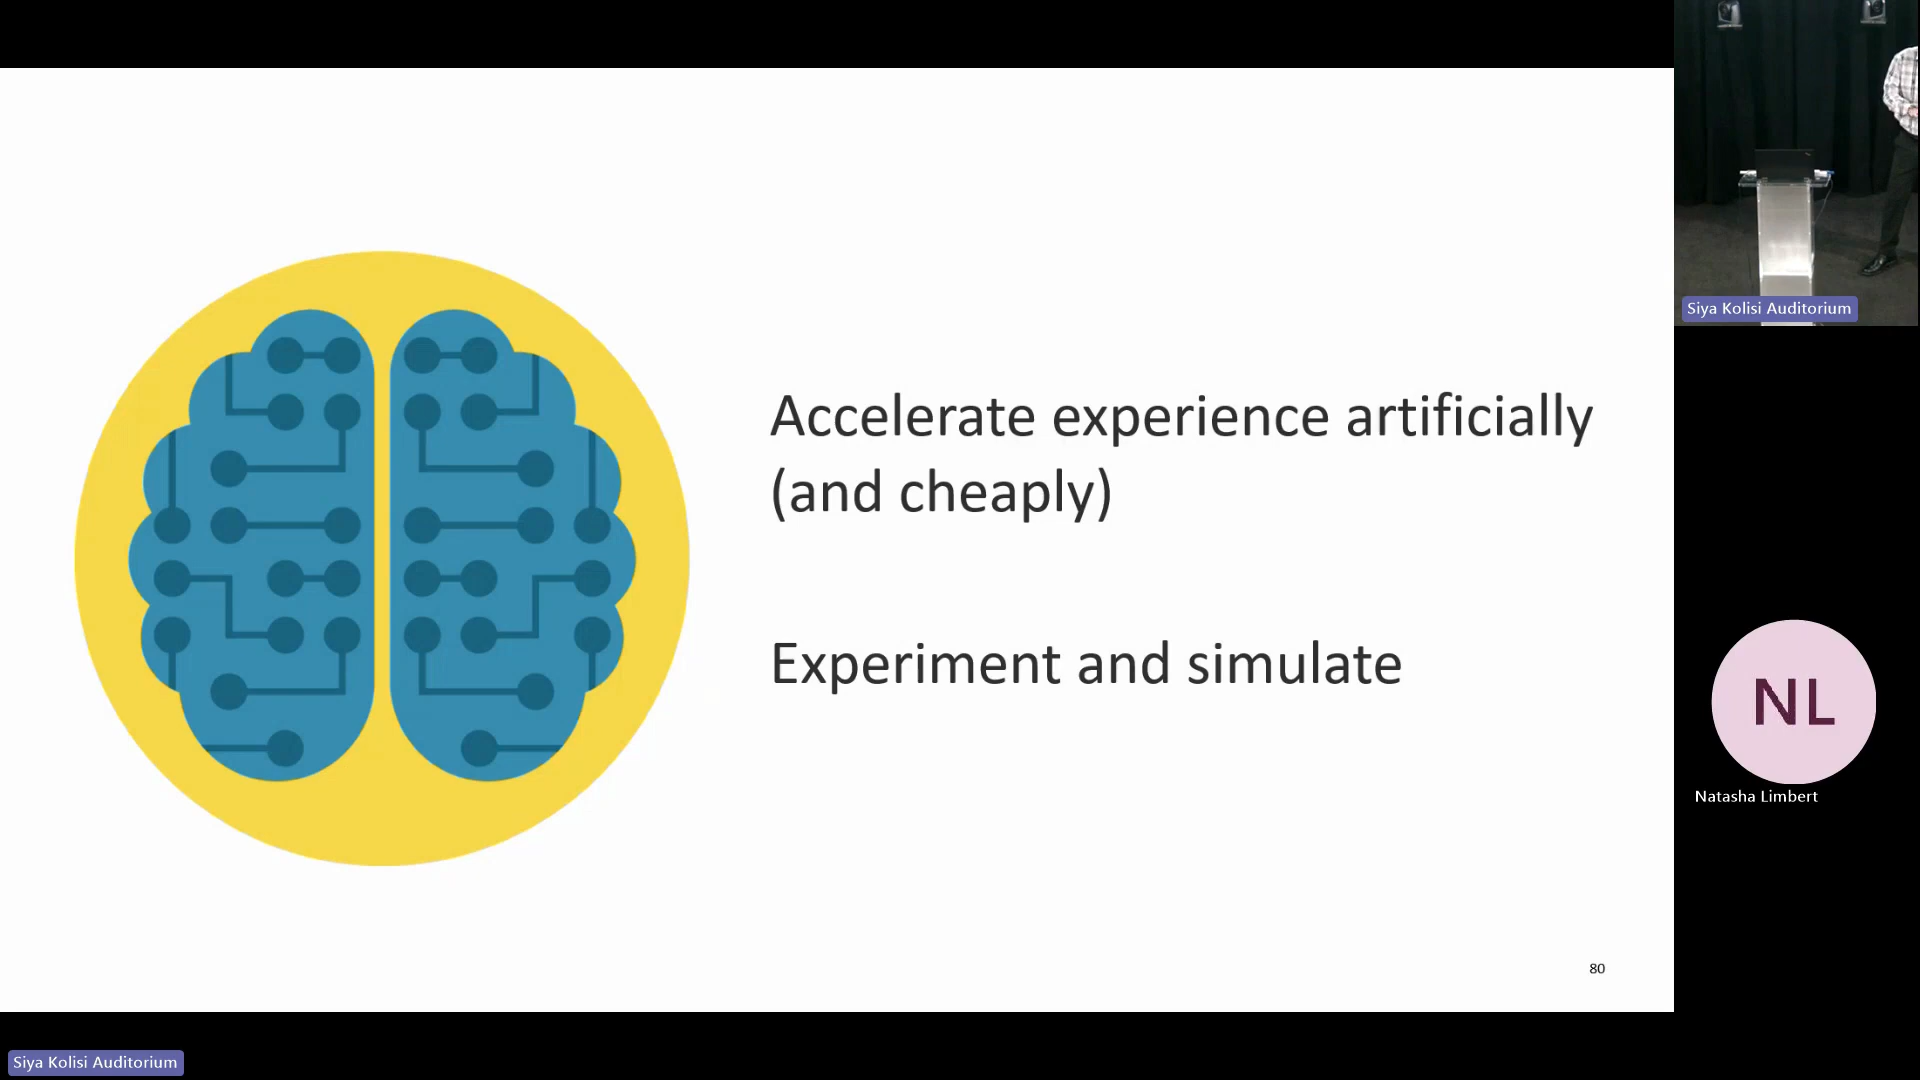 Accelerate experience artificially
(and cheaply)
Experiment and simulate
80
Siya Kolisi Auditorium
NL
Natasha Limbert
Siya Kolisi Auditorium